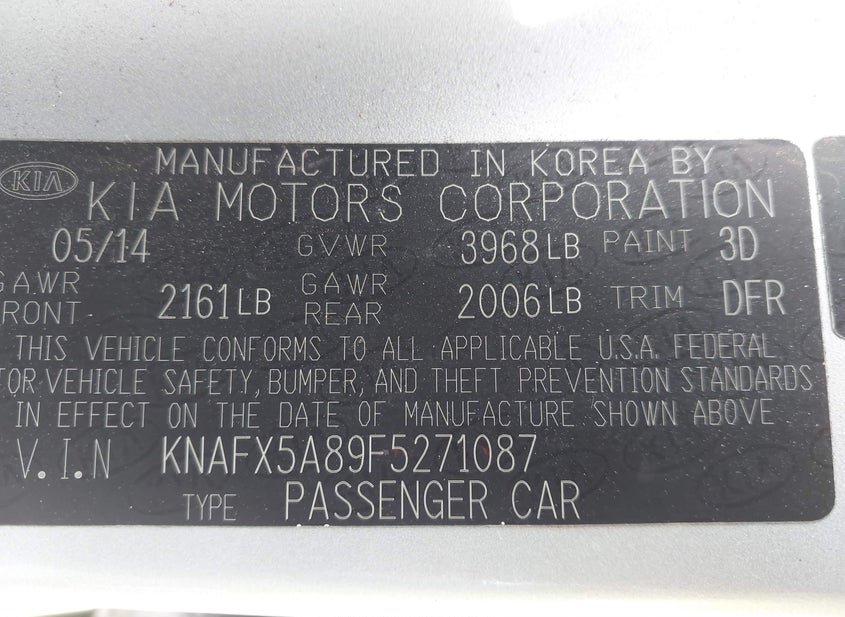 MANUFACTURED IN KOREA BY
KIA
KIA MOTORS CORPORATION
05/14 GVWR 3968LB PAINT 3D
GAWR FRONT 2161LB GAWR REAR 2006LB TRIM DFR
THIS VEHICLE CONFORMS TO ALL APPLICABLE U.S.A. FEDERAL
OR VEHICLE SAFETY, BUMPER, AND THEFT PREVENTION STANDARDS
IN EFFECT ON THE DATE OF MANUFACTURE SHOWN ABOVE
V.I.N KNAFX5A89F5271087
TYPE PASSENGER CAR